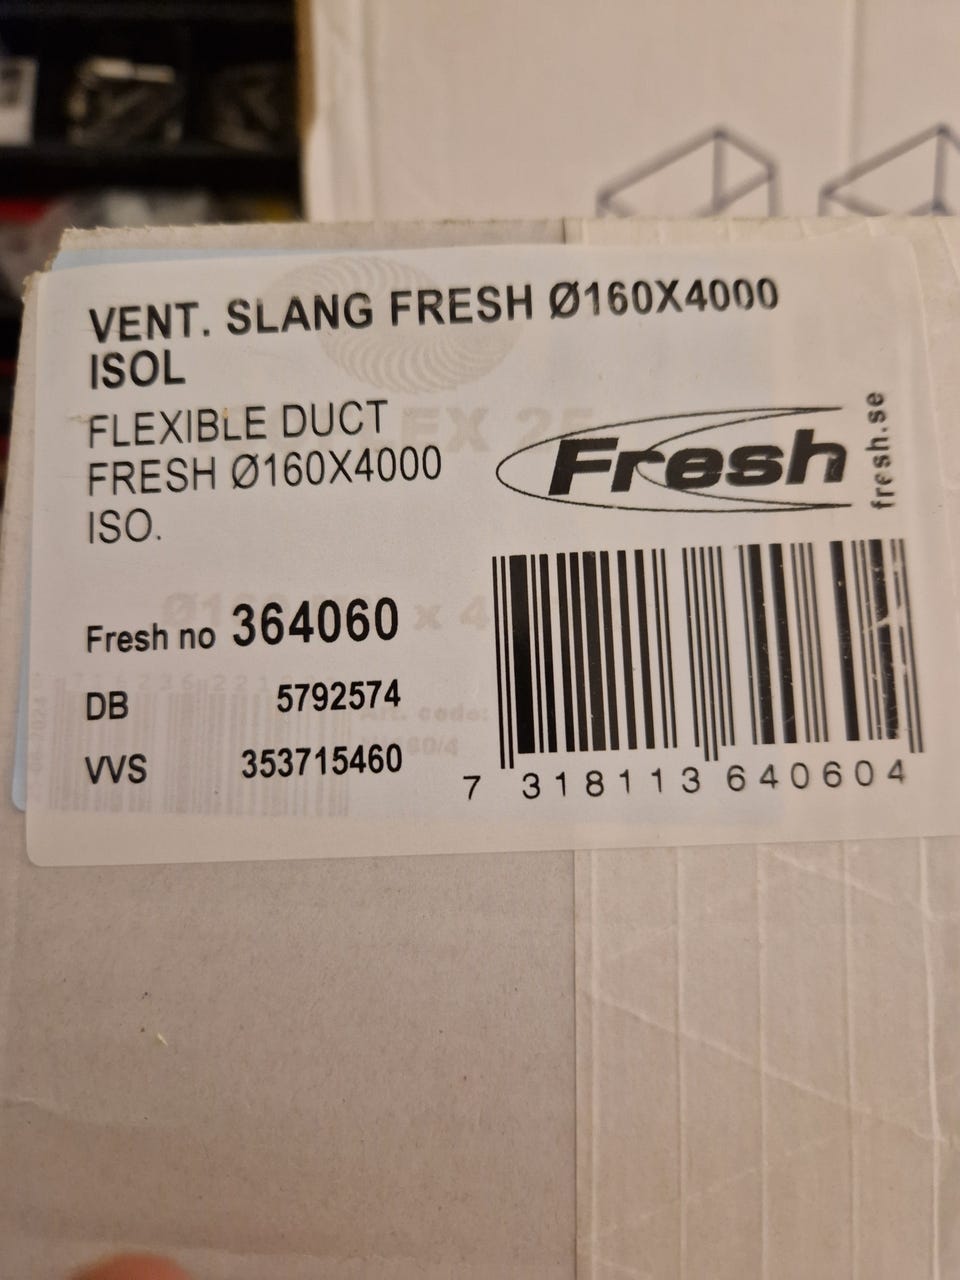 VENT. SLANG FRESH Ø160X4000
ISOL
FLEXIBLE DUCT
FRESH Ø160X4000
ISO.
Fresh
fresh.se
Fresh no 364060
DB 5792574
VVS 353715460
7 318113 640604